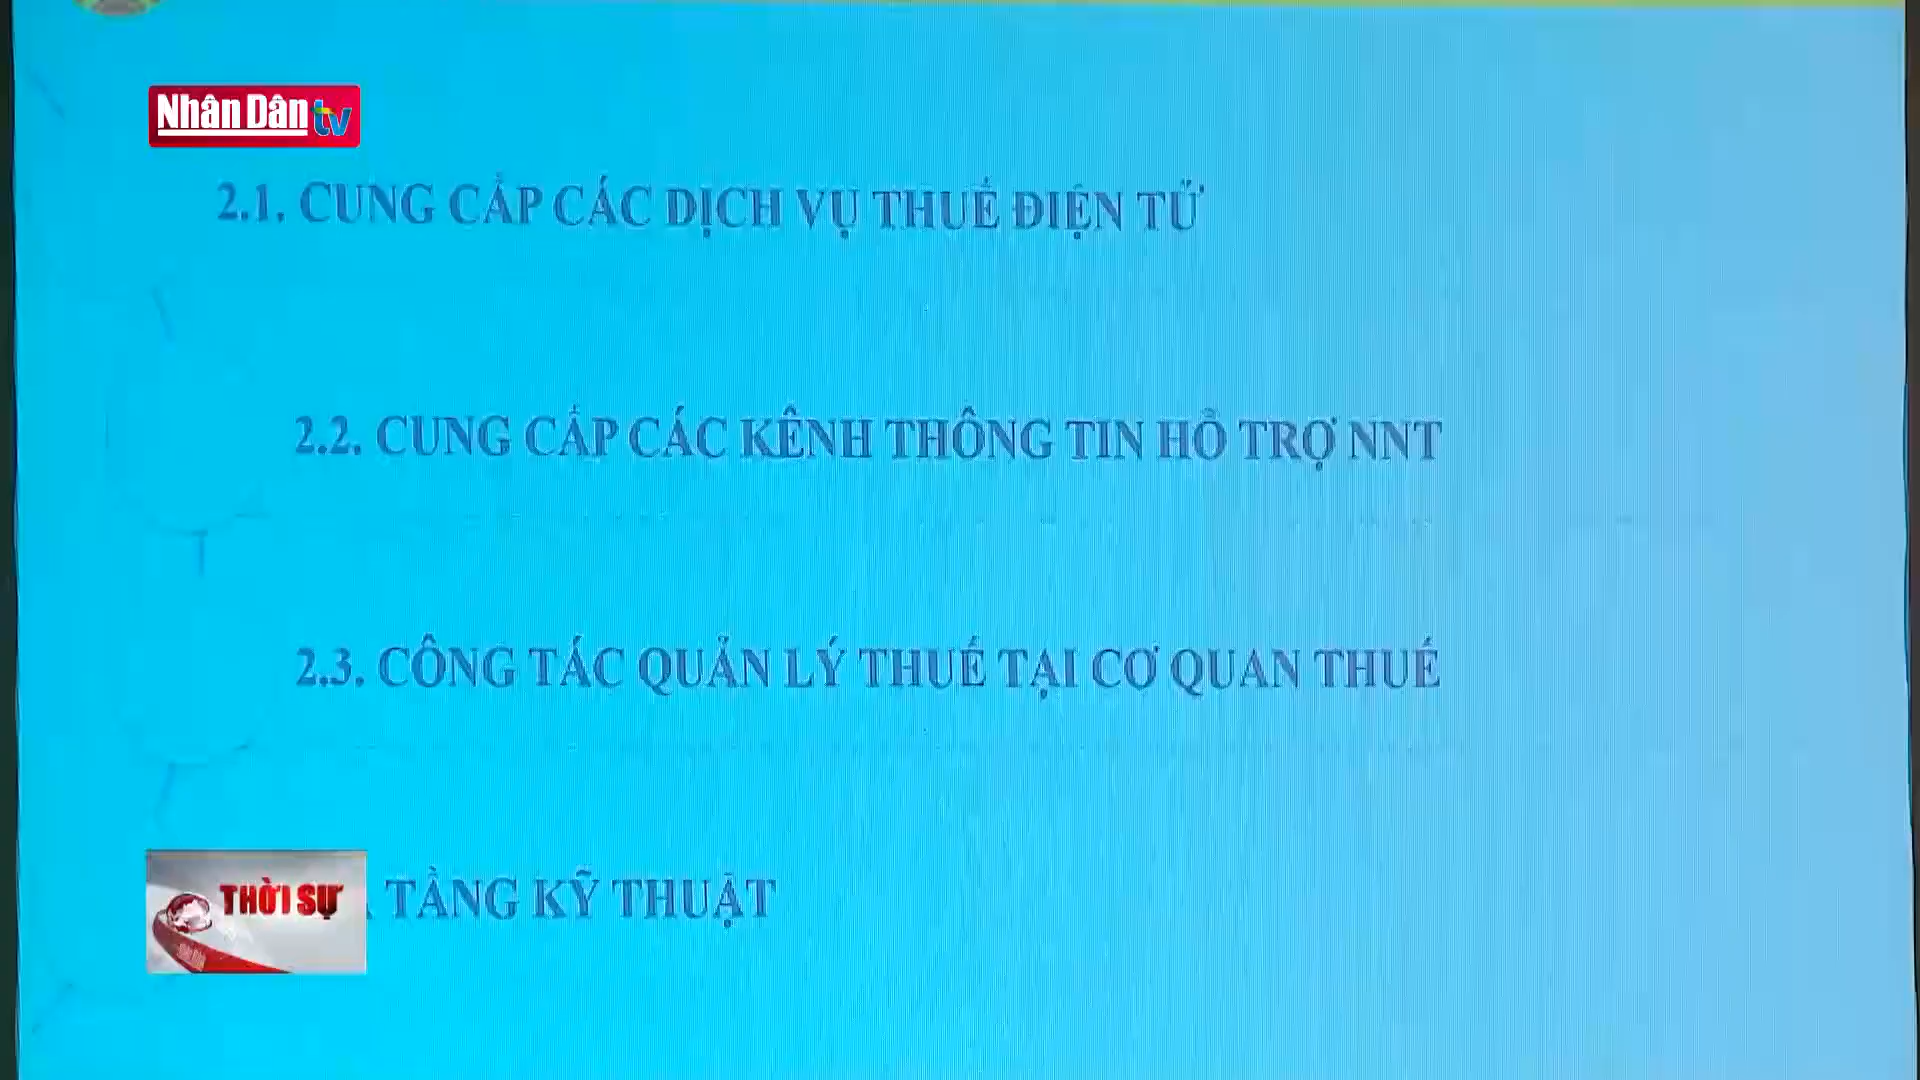 Nhân Dân tv
2.1. CUNG CẤP CÁC DỊCH VỤ THUẾ ĐIỆN TỬ
2.2. CUNG CẤP CÁC KÊNH THÔNG TIN HỖ TRỢ NNT
2.3. CÔNG TÁC QUẢN LÝ THUẾ TẠI CƠ QUAN THUẾ
TẦNG KỸ THUẬT
THỜI SỰ